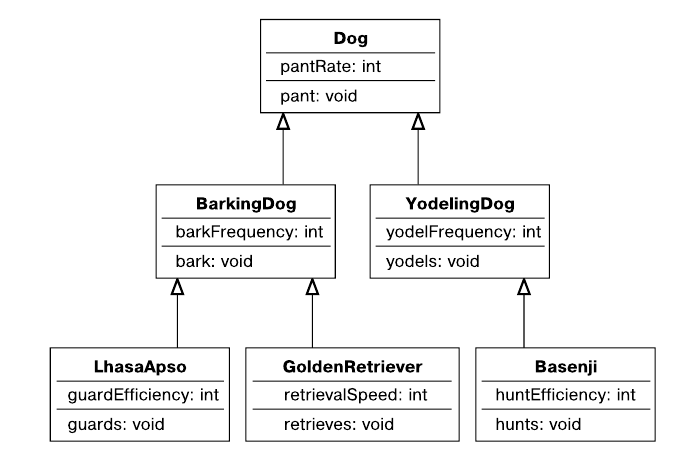 Dog
pantRate: int
pant: void
BarkingDog
barkFrequency: int
bark: void
YodelingDog
yodelFrequency: int
yodels: void
LhasaApso
guardEfficiency: int
guards: void
GoldenRetriever
retrievalSpeed: int
retrieves: void
Basenji
huntEfficiency: int
hunts: void